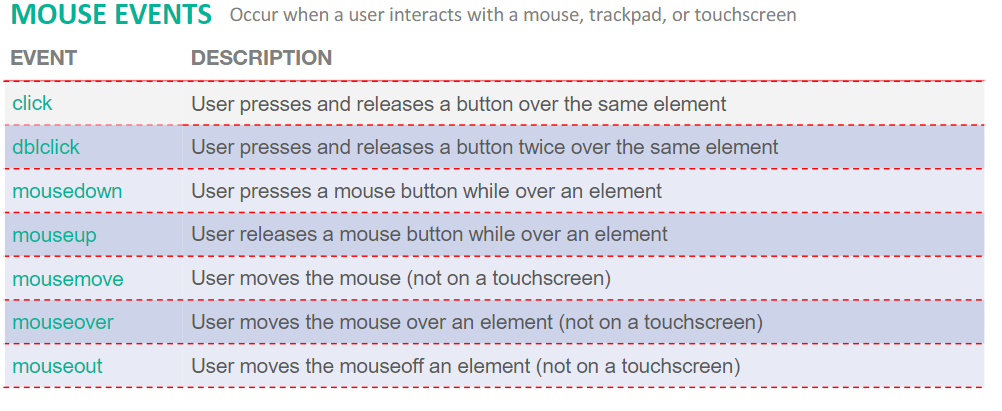 MOUSE EVENTS Occur when a user interacts with a mouse, trackpad, or touchscreen
EVENT DESCRIPTION
click User presses and releases a button over the same element
dblclick User presses and releases a button twice over the same element
mousedown User presses a mouse button while over an element
mouseup User releases a mouse button while over an element
mousemove User moves the mouse (not on a touchscreen)
mouseover User moves the mouse over an element (not on a touchscreen)
mouseout User moves the mouseoff an element (not on a touchscreen)